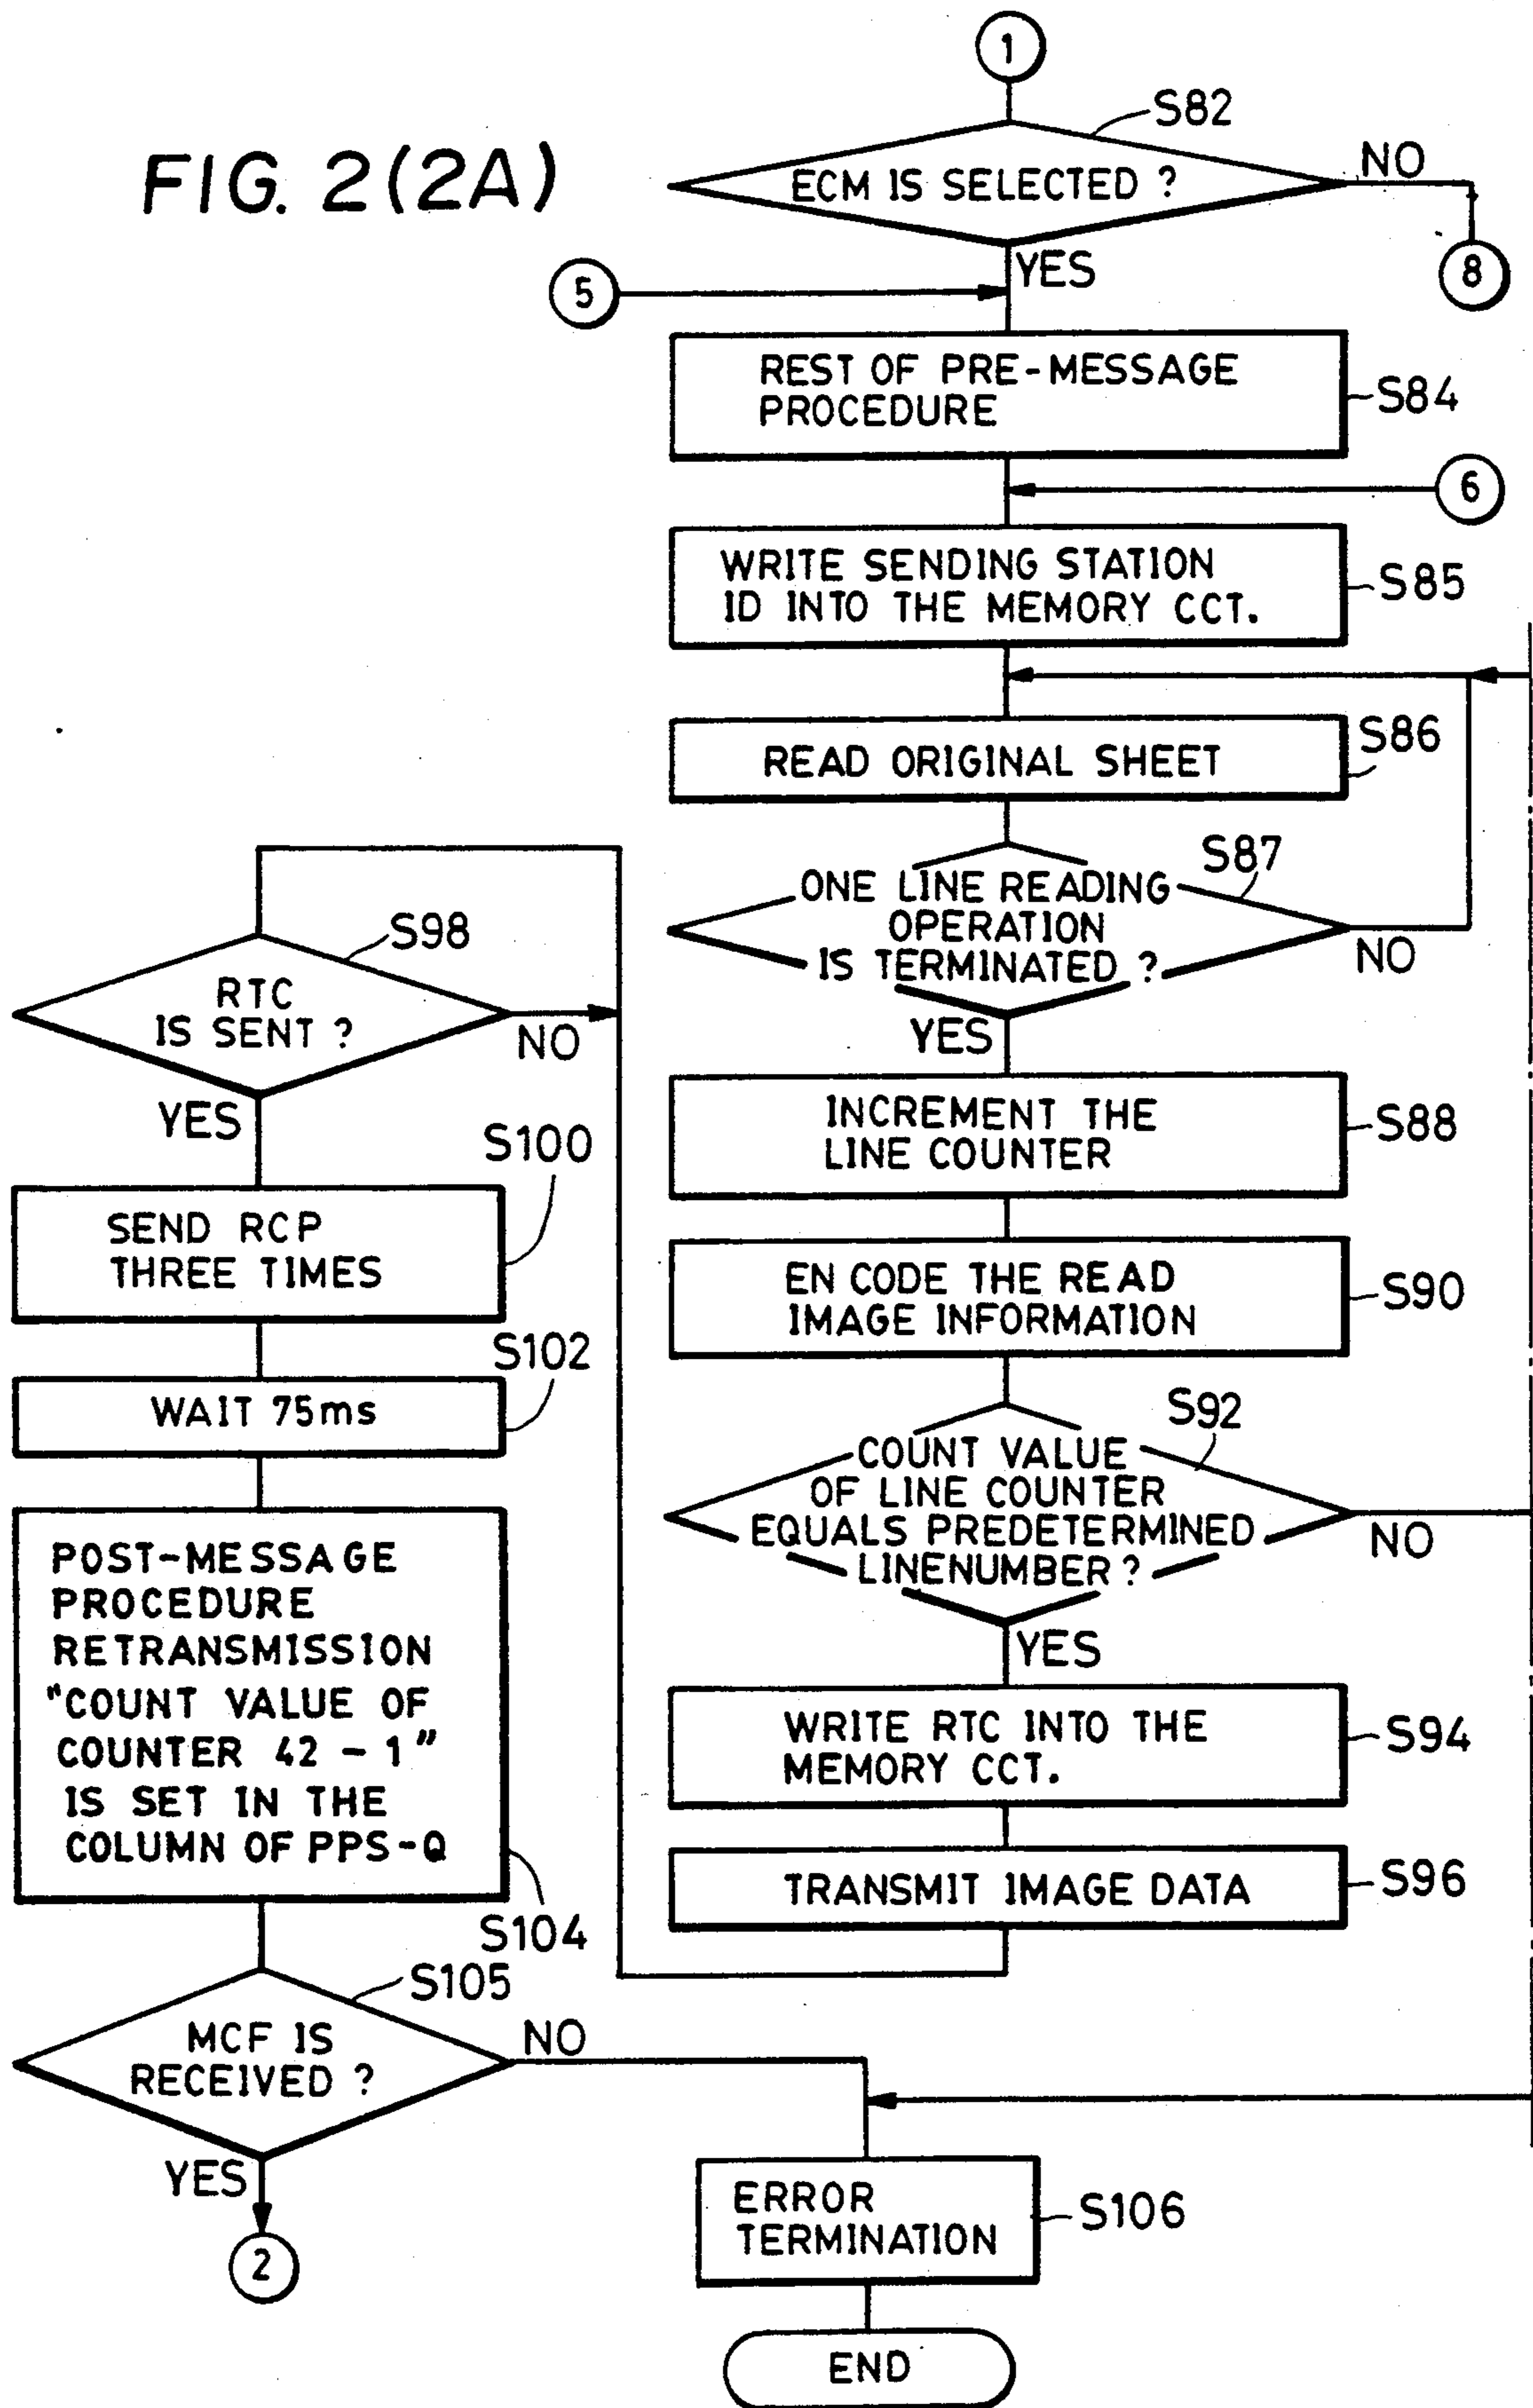 FIG. 2(2A)
1
S82
ECM IS SELECTED ?
NO
8
YES
5
REST OF PRE-MESSAGE
PROCEDURE
S84
6
WRITE SENDING STATION
ID INTO THE MEMORY CCT.
S85
READ ORIGINAL SHEET
S86
ONE LINE READING
OPERATION
IS TERMINATED ?
S87
NO
YES
INCREMENT THE
LINE COUNTER
S88
EN CODE THE READ
IMAGE INFORMATION
S90
COUNT VALUE
OF LINE COUNTER
EQUALS PREDETERMINED
LINENUMBER ?
S92
NO
YES
WRITE RTC INTO THE
MEMORY CCT.
S94
TRANSMIT IMAGE DATA
S96
S98
RTC
IS SENT ?
NO
YES
S100
SEND RCP
THREE TIMES
S102
WAIT 75ms
POST-MESSAGE
PROCEDURE
RETRANSMISSION
"COUNT VALUE OF
COUNTER 42 - 1"
IS SET IN THE
COLUMN OF PPS-Q
S104
S105
MCF IS
RECEIVED ?
NO
YES
2
ERROR
TERMINATION
S106
END